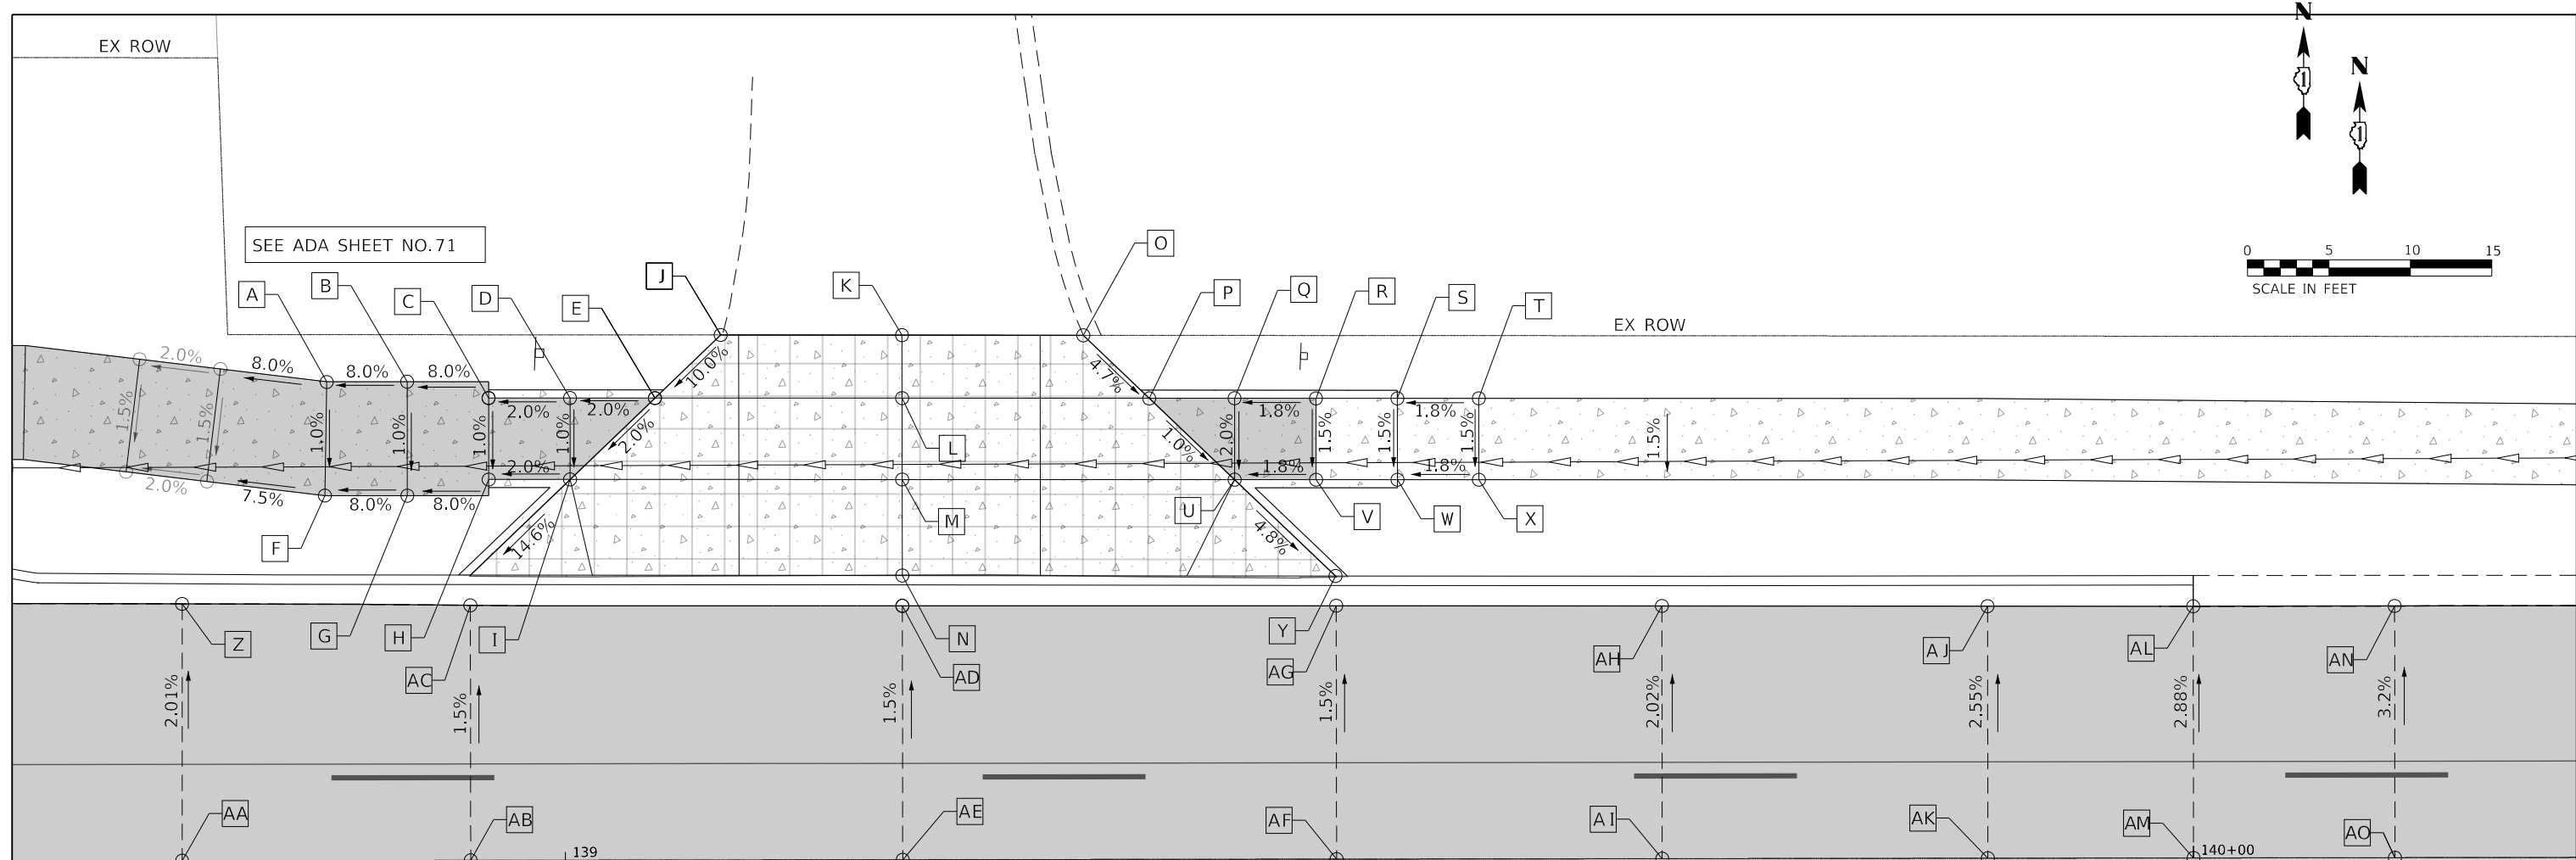 N
EX ROW
N
SEE ADA SHEET NO.71
O
0 5 10 15
SCALE IN FEET
A
B
C
D
E
J
K
P
Q
R
S
T
EX ROW
2.0%
8.0%
8.0%
8.0%
10.0%
4.7%
2.0%
2.0%
1.8%
1.8%
1.5%
1.5%
1.0%
1.0%
1.0%
1.0%
2.0%
1.0%
2.0%
1.5%
1.5%
1.5%
1.5%
L
2.0%
1.8%
1.8%
2.0%
7.5%
8.0%
8.0%
14.6%
M
U
4.8%
V
W
X
F
Z
G
H
I
N
Y
AC
AD
AG
AH
AJ
AL
AN
2.01%
1.5%
1.5%
1.5%
2.02%
2.55%
2.88%
3.2%
AA
AB
AE
AF
AI
AK
AM
AO
139
140+00